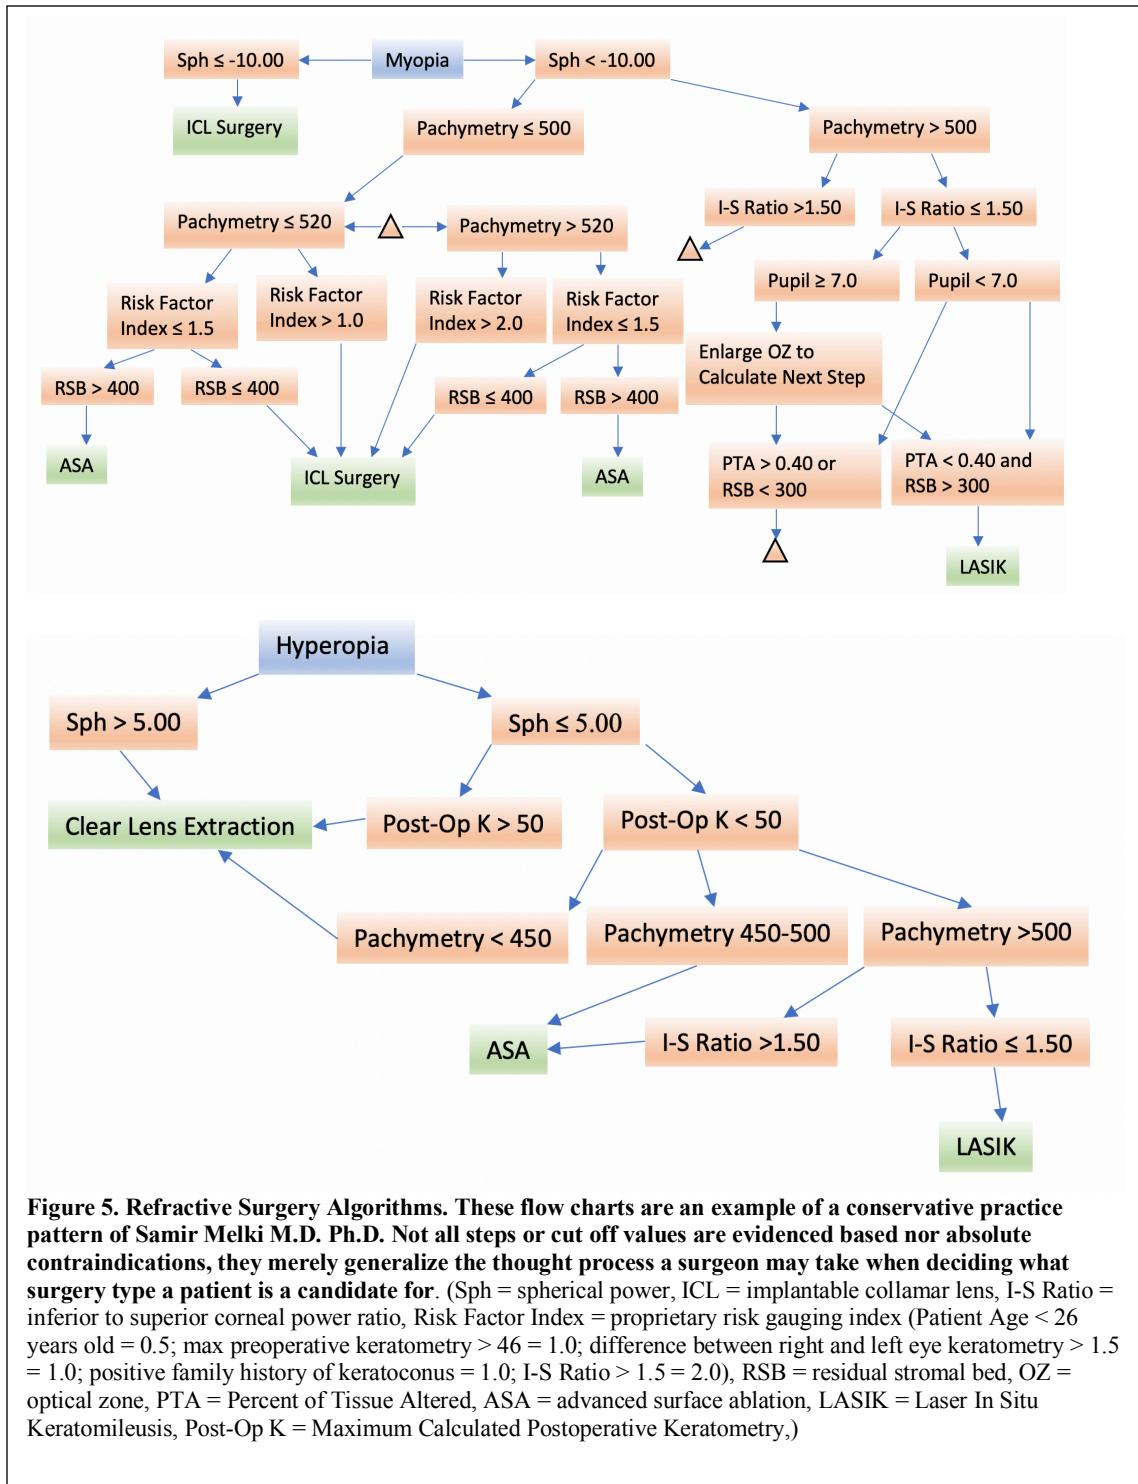 Sph ≤ -10.00
Myopia
Sph < -10.00
ICL Surgery
Pachymetry ≤ 500
Pachymetry > 500
I-S Ratio >1.50
I-S Ratio ≤ 1.50
Pachymetry ≤ 520
Pachymetry > 520
Pupil ≥ 7.0
Pupil < 7.0
Risk Factor
Index ≤ 1.5
Risk Factor
Index > 1.0
Risk Factor
Index > 2.0
Risk Factor
Index ≤ 1.5
Enlarge OZ to
Calculate Next Step
RSB > 400
RSB ≤ 400
RSB ≤ 400
RSB > 400
ASA
ICL Surgery
ASA
PTA > 0.40 or
RSB < 300
PTA < 0.40 and
RSB > 300
LASIK
Hyperopia
Sph > 5.00
Sph ≤ 5.00
Clear Lens Extraction
Post-Op K > 50
Post-Op K < 50
Pachymetry < 450
Pachymetry 450-500
Pachymetry >500
ASA
I-S Ratio >1.50
I-S Ratio ≤ 1.50
LASIK
Figure 5. Refractive Surgery Algorithms. These flow charts are an example of a conservative practice
pattern of Samir Melki M.D. Ph.D. Not all steps or cut off values are evidenced based nor absolute
contraindications, they merely generalize the thought process a surgeon may take when deciding what
surgery type a patient is a candidate for. (Sph = spherical power, ICL = implantable collamar lens, I-S Ratio =
inferior to superior corneal power ratio, Risk Factor Index = proprietary risk gauging index (Patient Age < 26
years old = 0.5; max preoperative keratometry > 46 = 1.0; difference between right and left eye keratometry > 1.5
= 1.0; positive family history of keratoconus = 1.0; I-S Ratio > 1.5 = 2.0), RSB = residual stromal bed, OZ =
optical zone, PTA = Percent of Tissue Altered, ASA = advanced surface ablation, LASIK = Laser In Situ
Keratomileusis, Post-Op K = Maximum Calculated Postoperative Keratometry,)